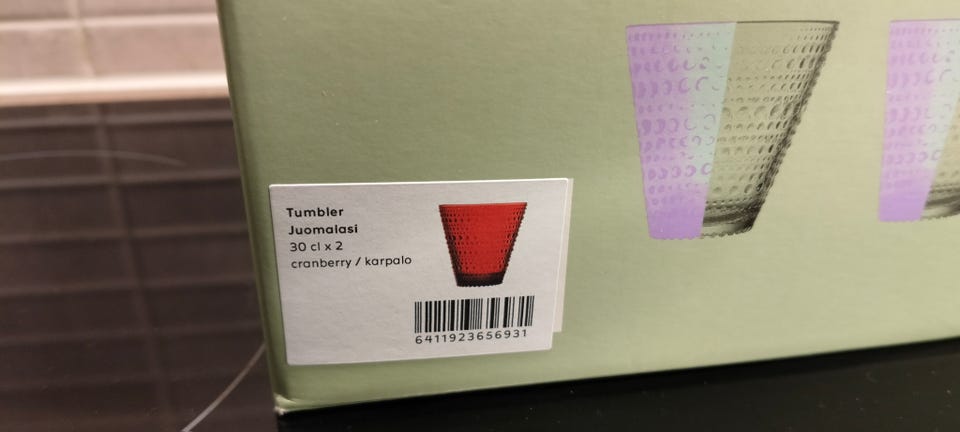 Tumbler
Juomalasi
30 cl x 2
cranberry / karpalo
6411923656931